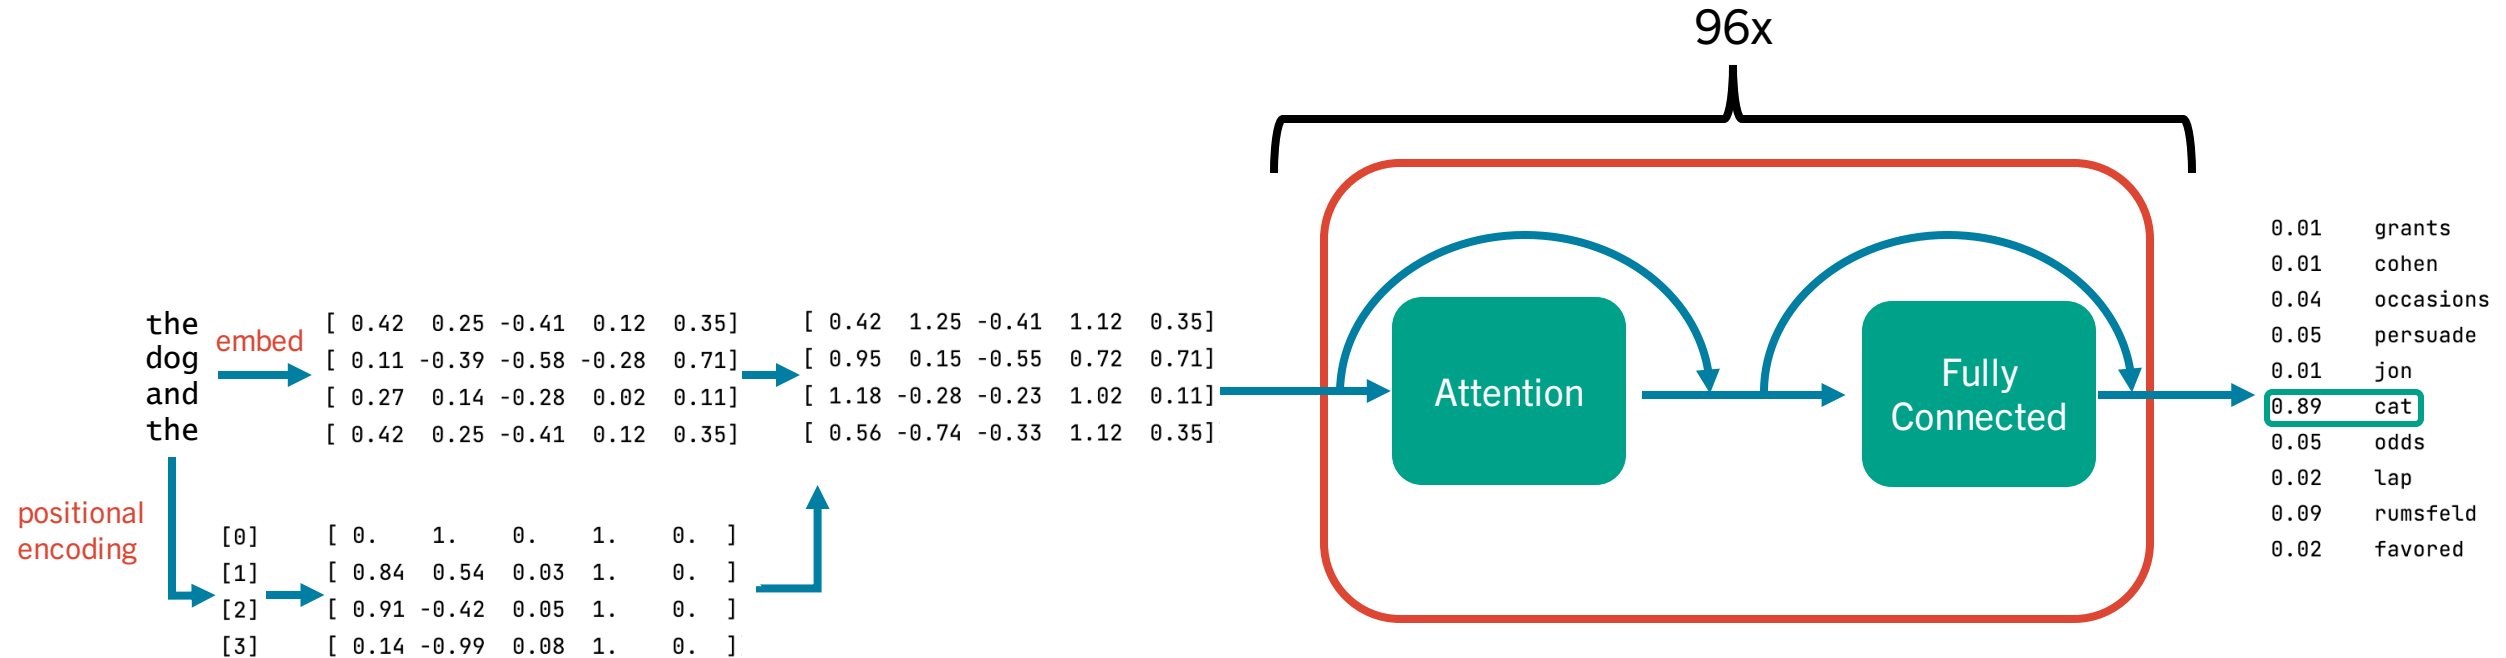 96x
the
dog
and
the
embed
[ 0.42 0.25 -0.41 0.12 0.35]
[ 0.11 -0.39 -0.58 -0.28 0.71]
[ 0.27 0.14 -0.28 0.02 0.11]
[ 0.42 0.25 -0.41 0.12 0.35]
[ 0.42 1.25 -0.41 1.12 0.35]
[ 0.95 0.15 -0.55 0.72 0.71]
[ 1.18 -0.28 -0.23 1.02 0.11]
[ 0.56 -0.74 -0.33 1.12 0.35]
positional
encoding
[0]
[1]
[2]
[3]
[ 0. 1. 0. 1. 0. ]
[ 0.84 0.54 0.03 1. 0. ]
[ 0.91 -0.42 0.05 1. 0. ]
[ 0.14 -0.99 0.08 1. 0. ]
Attention
Fully
Connected
0.01 grants
0.01 cohen
0.04 occasions
0.05 persuade
0.01 jon
0.89 cat
0.05 odds
0.02 lap
0.09 rumsfeld
0.02 favored